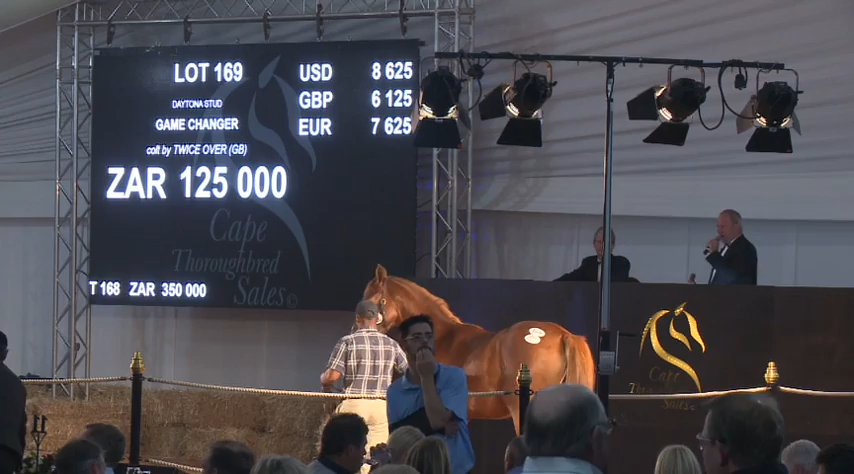 LOT 169
USD 8 625
DAYTONA STUD
GBP 6 125
GAME CHANGER
EUR 7 625
colt by TWICE OVER (GB)
ZAR 125 000
Cape
Thoroughbred
Sales
T 168 ZAR 350 000
Cape
Thoroughbred
Sales